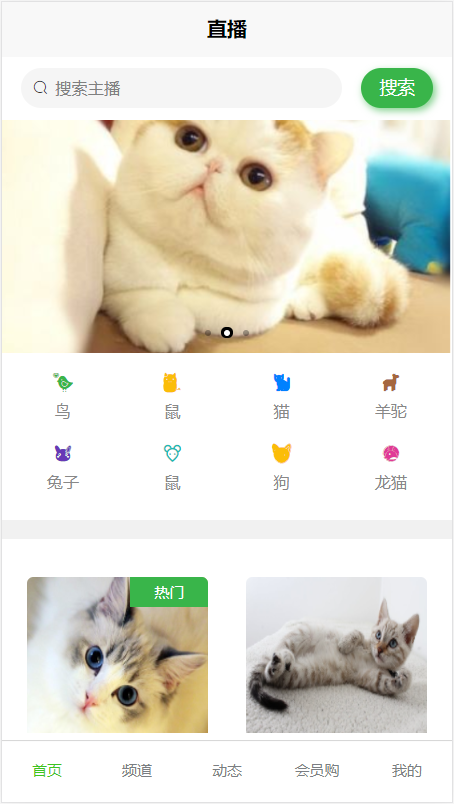 直播
搜索主播
搜索
鸟 鼠 猫 羊驼
兔子 鼠 狗 龙猫
热门
首页 频道 动态 会员购 我的